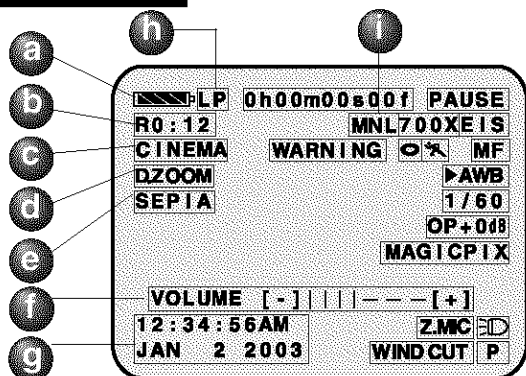 h i
a LP 0h00m00s00f PAUSE
b R0:12 MNL700XEIS
c CINEMA WARNING MF
d D.ZOOM ▶AWB
e SEPIA 1/60
OP+0dB
MAGICPIX
f VOLUME [-]||||---[+]
g 12:34:56AM Z.MIC
JAN 2 2003 WIND CUT P